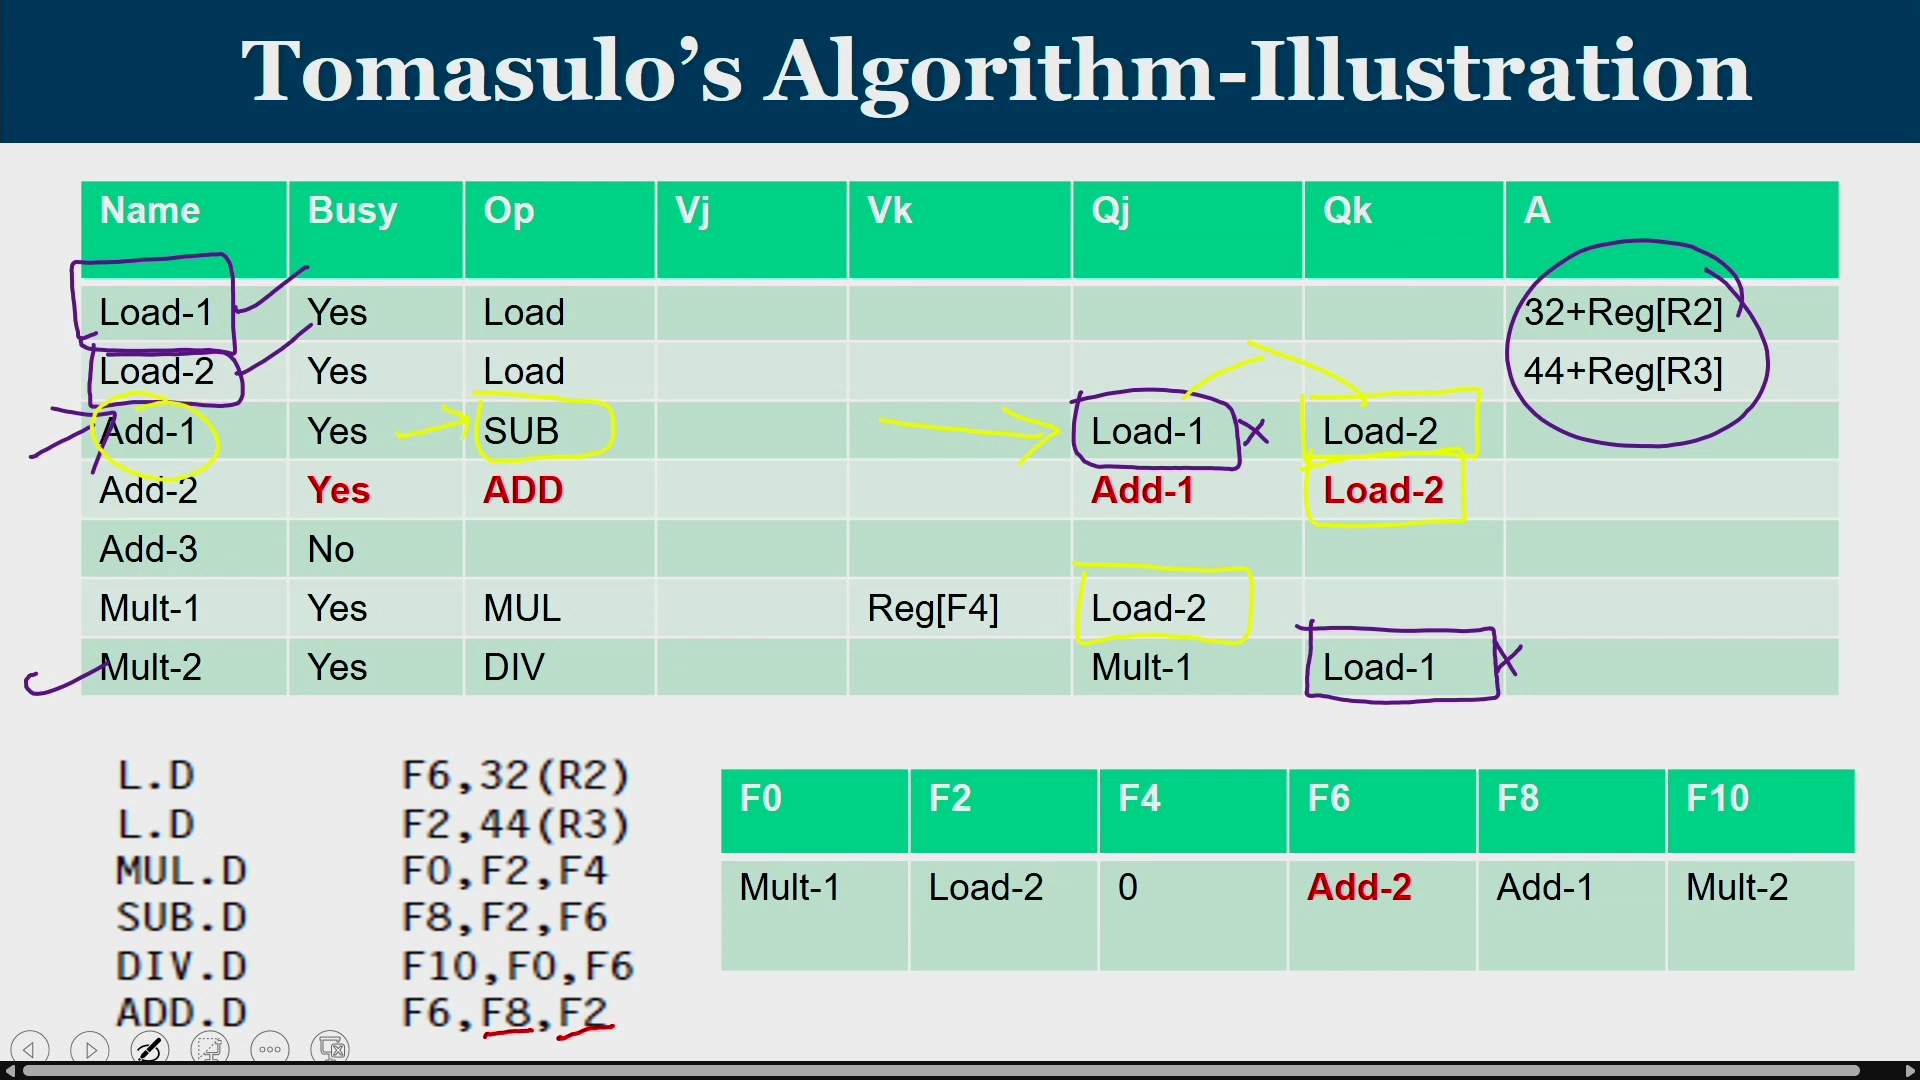 Tomasulo’s Algorithm-Illustration
Name Busy Op Vj Vk Qj Qk A
Load-1 Yes Load 32+Reg[R2]
Load-2 Yes Load 44+Reg[R3]
Add-1 Yes SUB Load-1 x Load-2
Add-2 Yes ADD Add-1 Load-2
Add-3 No
Mult-1 Yes MUL Reg[F4] Load-2
Mult-2 Yes DIV Mult-1 Load-1 x
L.D F6,32(R2)
L.D F2,44(R3)
MUL.D F0,F2,F4
SUB.D F8,F2,F6
DIV.D F10,F0,F6
ADD.D F6,F8,F2
F0 F2 F4 F6 F8 F10
Mult-1 Load-2 0 Add-2 Add-1 Mult-2